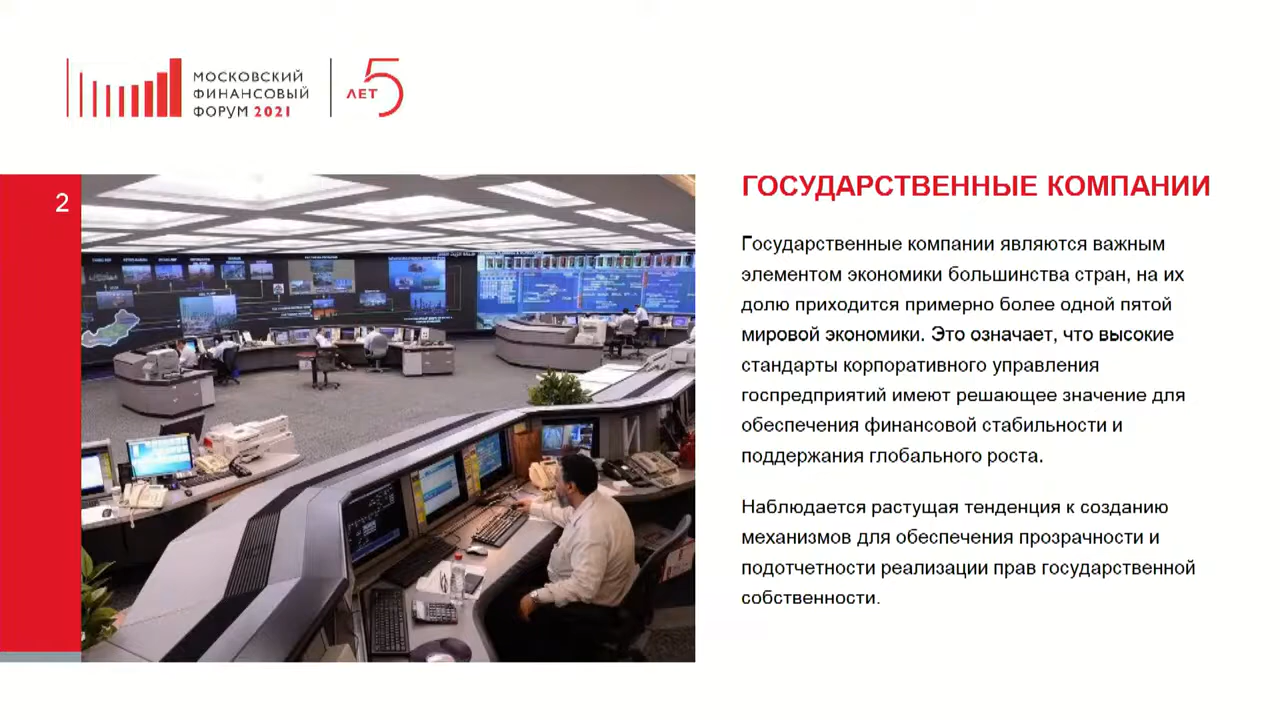 МОСКОВСКИЙ
ФИНАНСОВЫЙ
ФОРУМ 2021
ЛЕТ 5
2
ГОСУДАРСТВЕННЫЕ КОМПАНИИ
Государственные компании являются важным
элементом экономики большинства стран, на их
долю приходится примерно более одной пятой
мировой экономики. Это означает, что высокие
стандарты корпоративного управления
госпредприятий имеют решающее значение для
обеспечения финансовой стабильности и
поддержания глобального роста.
Наблюдается растущая тенденция к созданию
механизмов для обеспечения прозрачности и
подотчетности реализации прав государственной
собственности.